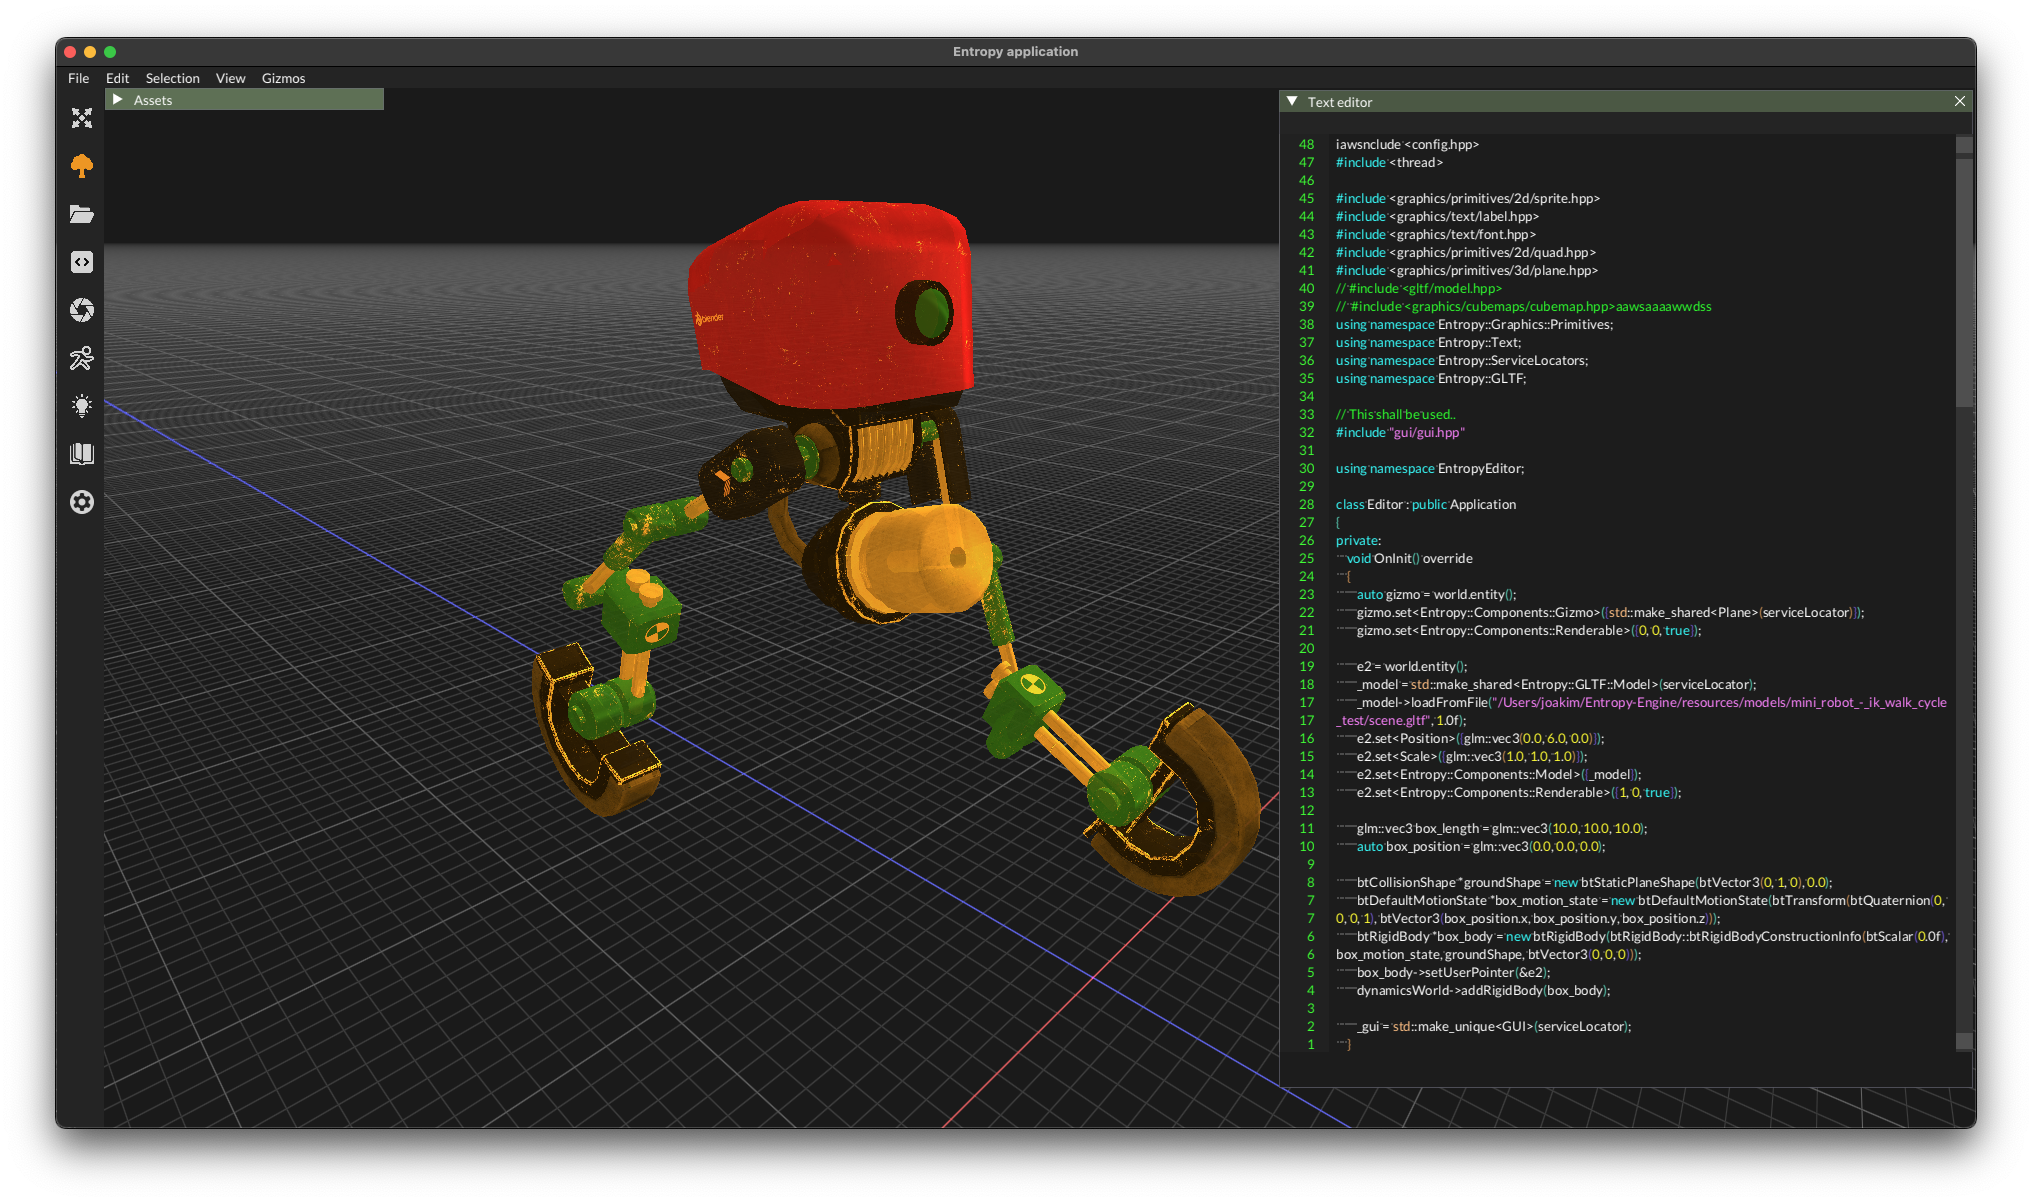 Entropy application
File Edit Selection View Gizmos
Assets
Text editor
blender
48 iawsnclude <config.hpp>
47 #include <thread>
46
45 #include <graphics/primitives/2d/sprite.hpp>
44 #include <graphics/text/label.hpp>
43 #include <graphics/text/font.hpp>
42 #include <graphics/primitives/2d/quad.hpp>
41 #include <graphics/primitives/3d/plane.hpp>
40 // #include <gltf/model.hpp>
39 // #include <graphics/cubemaps/cubemap.hpp>aawsaaaawwdss
38 using namespace Entropy::Graphics::Primitives;
37 using namespace Entropy::Text;
36 using namespace Entropy::ServiceLocators;
35 using namespace Entropy::GLTF;
34
33 // This shall be used..
32 #include "gui/gui.hpp"
31
30 using namespace EntropyEditor;
29
28 class Editor : public Application
27 {
26 private:
25 void OnInit() override
24 {
23 auto gizmo = world.entity();
22 gizmo.set<Entropy::Components::Gizmo>({std::make_shared<Plane>(serviceLocator)});
21 gizmo.set<Entropy::Components::Renderable>({0, 0, true});
20
19 e2 = world.entity();
18 _model = std::make_shared<Entropy::GLTF::Model>(serviceLocator);
17 _model->loadFromFile("/Users/joakim/Entropy-Engine/resources/models/mini_robot_-_ik_walk_cycle
17 _test/scene.gltf", 1.0f);
16 e2.set<Position>({glm::vec3(0.0, 6.0, 0.0)});
15 e2.set<Scale>({glm::vec3(1.0, 1.0, 1.0)});
14 e2.set<Entropy::Components::Model>({_model});
13 e2.set<Entropy::Components::Renderable>({1, 0, true});
12
11 glm::vec3 box_length = glm::vec3(10.0, 10.0, 10.0);
10 auto box_position = glm::vec3(0.0, 0.0, 0.0);
9
8 btCollisionShape *groundShape = new btStaticPlaneShape(btVector3(0, 1, 0), 0.0);
7 btDefaultMotionState *box_motion_state = new btDefaultMotionState(btTransform(btQuaternion(0,
7 0, 0, 1), btVector3(box_position.x, box_position.y, box_position.z)));
6 btRigidBody *box_body = new btRigidBody(btRigidBody::btRigidBodyConstructionInfo(btScalar(0.0f),
6 box_motion_state, groundShape, btVector3(0, 0, 0)));
5 box_body->setUserPointer(&e2);
4 dynamicsWorld->addRigidBody(box_body);
3
2 _gui = std::make_unique<GUI>(serviceLocator);
1 }